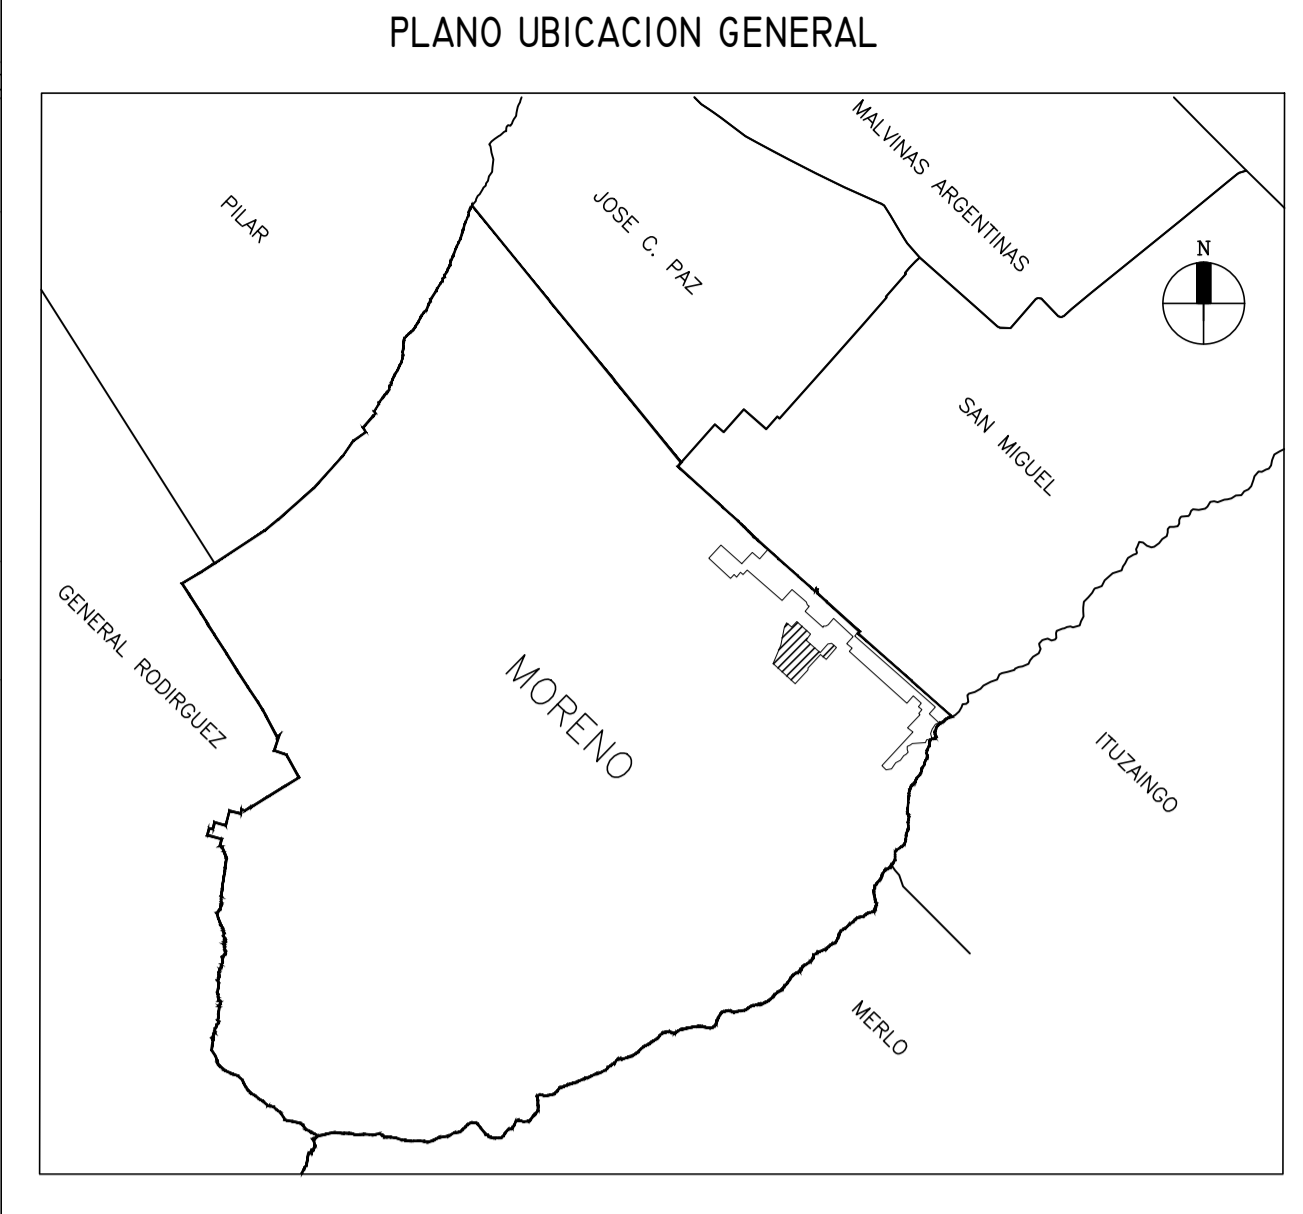 PLANO UBICACION GENERAL
MALVINAS ARGENTINAS
PILAR
JOSE C. PAZ
N
SAN MIGUEL
GENERAL RODIRGUEZ
MORENO
ITUZAINGO
MERLO